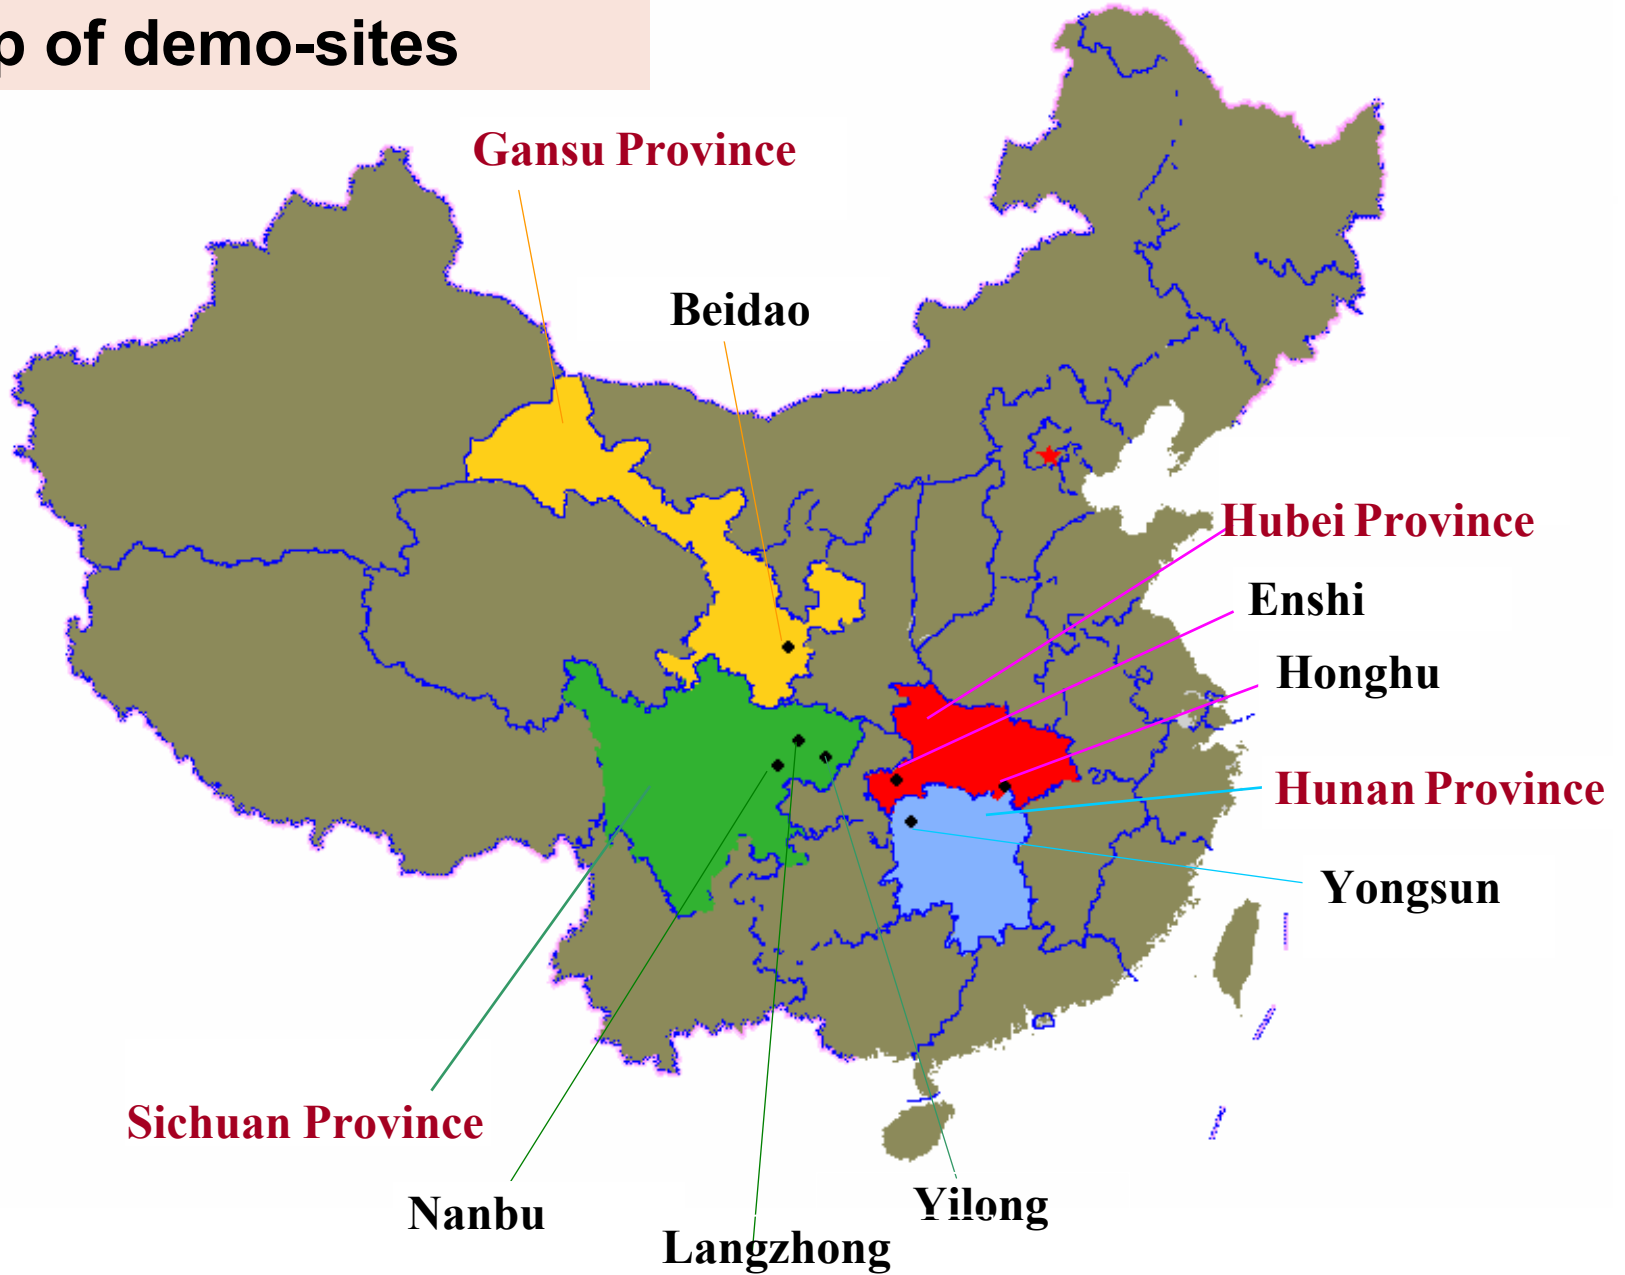 p of demo-sites
Gansu Province
Beidao
Hubei Province
Enshi
Honghu
Hunan Province
Yongsun
Sichuan Province
Nanbu
Yilong
Langzhong